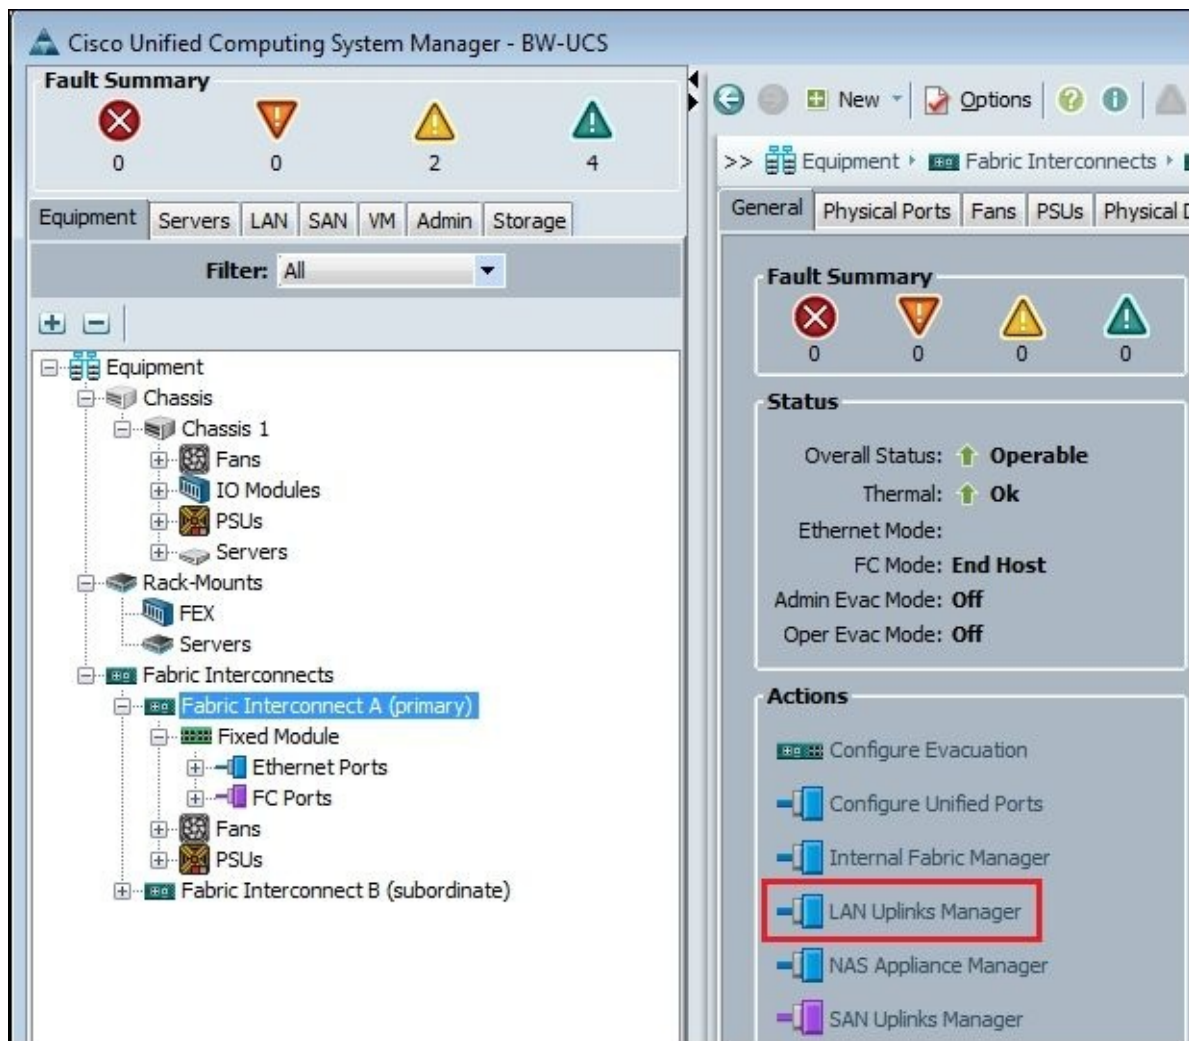 Cisco Unified Computing System Manager - BW-UCS
Fault Summary
0 0 2 4
Equipment Servers LAN SAN VM Admin Storage
Filter: All
Equipment
Chassis
Chassis 1
Fans
IO Modules
PSUs
Servers
Rack-Mounts
FEX
Servers
Fabric Interconnects
Fabric Interconnect A (primary)
Fixed Module
Ethernet Ports
FC Ports
Fans
PSUs
Fabric Interconnect B (subordinate)
New Options
>> Equipment Fabric Interconnects
General Physical Ports Fans PSUs Physical D
Fault Summary
0 0 0 0
Status
Overall Status: Operable
Thermal: Ok
Ethernet Mode:
FC Mode: End Host
Admin Evac Mode: Off
Oper Evac Mode: Off
Actions
Configure Evacuation
Configure Unified Ports
Internal Fabric Manager
LAN Uplinks Manager
NAS Appliance Manager
SAN Uplinks Manager